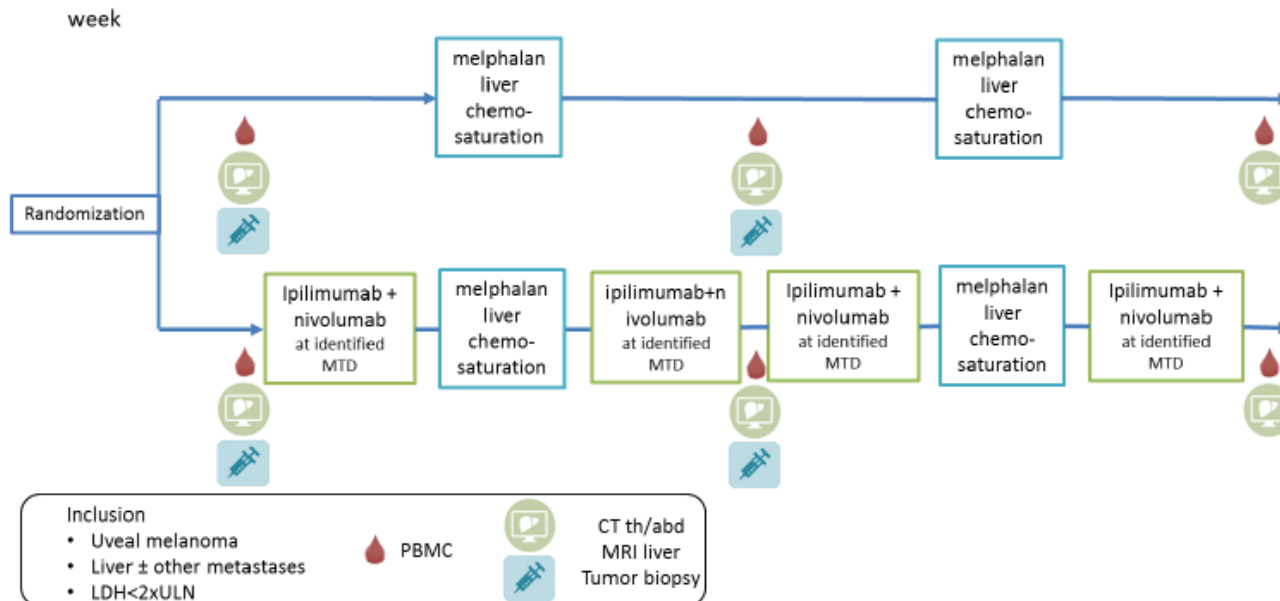 week
melphalan
liver
chemo-
saturation
melphalan
liver
chemo-
saturation
Randomization
Ipilimumab +
nivolumab
at identified
MTD
melphalan
liver
chemo-
saturation
ipilimumab+n
ivolumab
at identified
MTD
Ipilimumab +
nivolumab
at identified
MTD
melphalan
liver
chemo-
saturation
Ipilimumab +
nivolumab
at identified
MTD
Inclusion
• Uveal melanoma
• Liver ± other metastases
• LDH<2xULN
PBMC
CT th/abd
MRI liver
Tumor biopsy